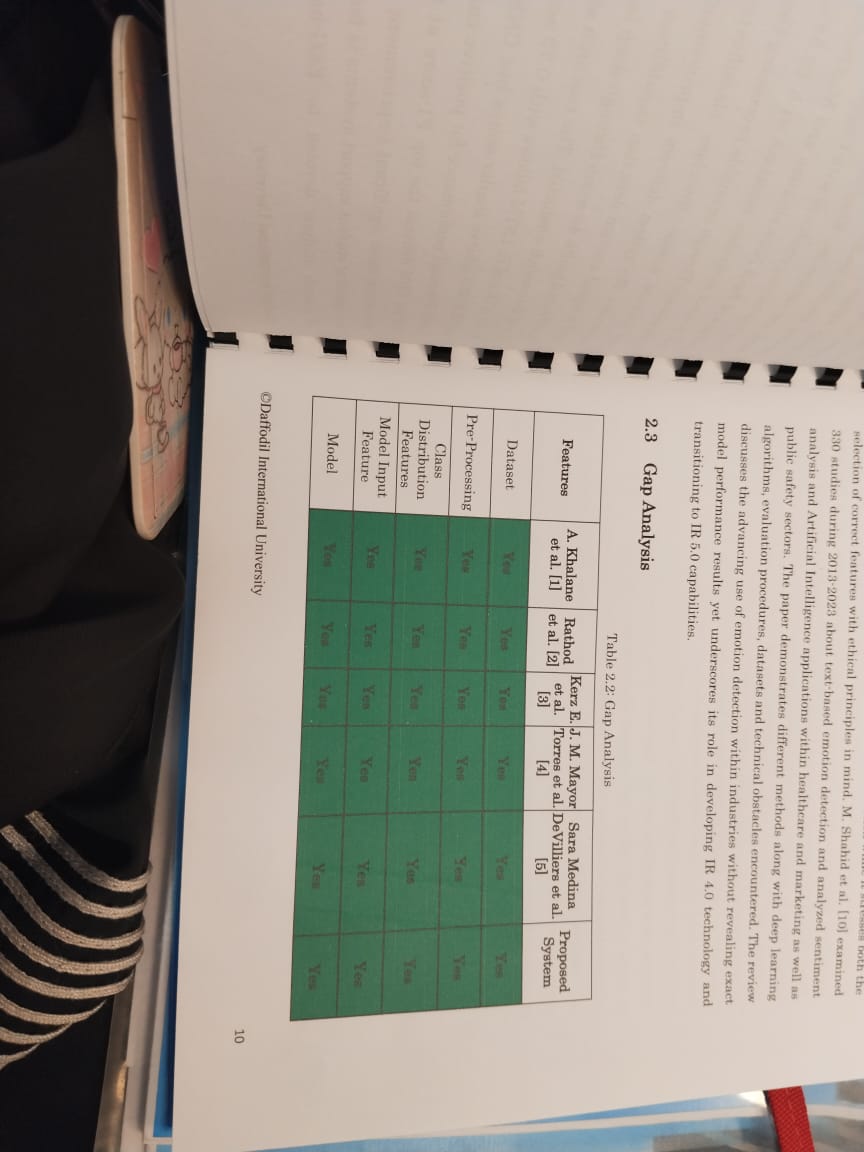 selection of correct features with ethical principles in mind. M. Shahid et al. [10] examined
330 studies during 2013-2023 about text-based emotion detection and analyzed sentiment
analysis and Artificial Intelligence applications within healthcare and marketing as well as
public safety sectors. The paper demonstrates different methods along with deep learning
algorithms, evaluation procedures, datasets and technical obstacles encountered. The review
discusses the advancing use of emotion detection within industries without revealing exact
model performance results yet underscores its role in developing IR 4.0 technology and
transitioning to IR 5.0 capabilities.
2.3 Gap Analysis
Table 2.2: Gap Analysis
Features A. Khalane et al. [1] Rathod et al. [2] Kerz E. et al. [3] J. M. Mayor Torres et al. [4] Sara Medina DeVilliers et al. [5] Proposed System
Dataset Yes Yes Yes Yes Yes Yes
Pre-Processing Yes Yes Yes Yes Yes Yes
Class Distribution Features Yes Yes Yes Yes Yes Yes
Model Input Feature Yes Yes Yes Yes Yes Yes
Model Yes Yes Yes Yes Yes Yes
©Daffodil International University
10